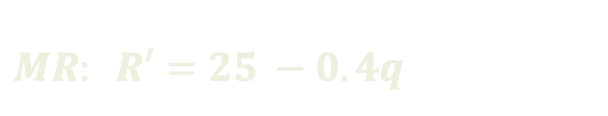 MR: R′ = 25 − 0.4q